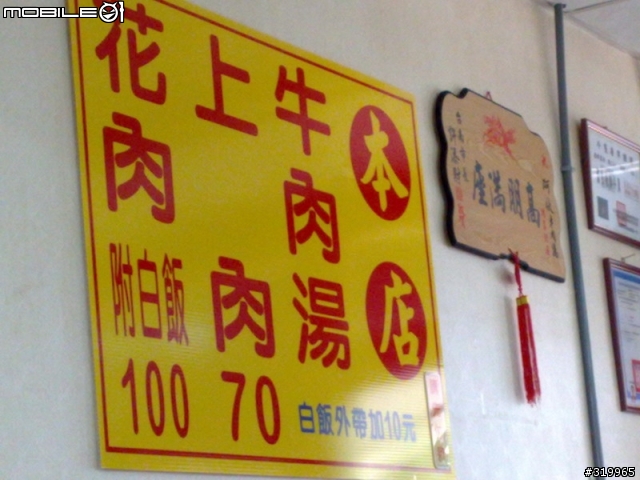 本店
牛肉湯
上肉
70
花肉
附白飯
100
白飯外帶加10元
高朋滿座
MOBILE01
#319965